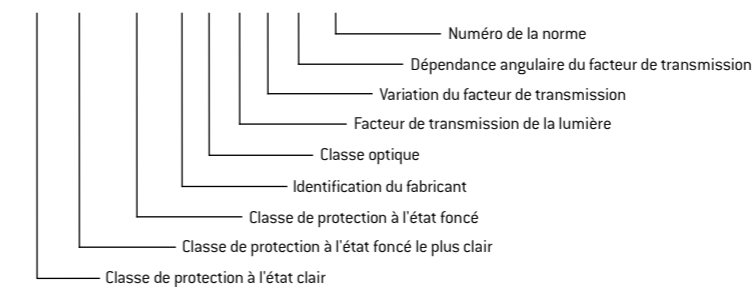 Numéro de la norme
Dépendance angulaire du facteur de transmission
Variation du facteur de transmission
Facteur de transmission de la lumière
Classe optique
Identification du fabricant
Classe de protection à l'état foncé
Classe de protection à l'état foncé le plus clair
Classe de protection à l'état clair